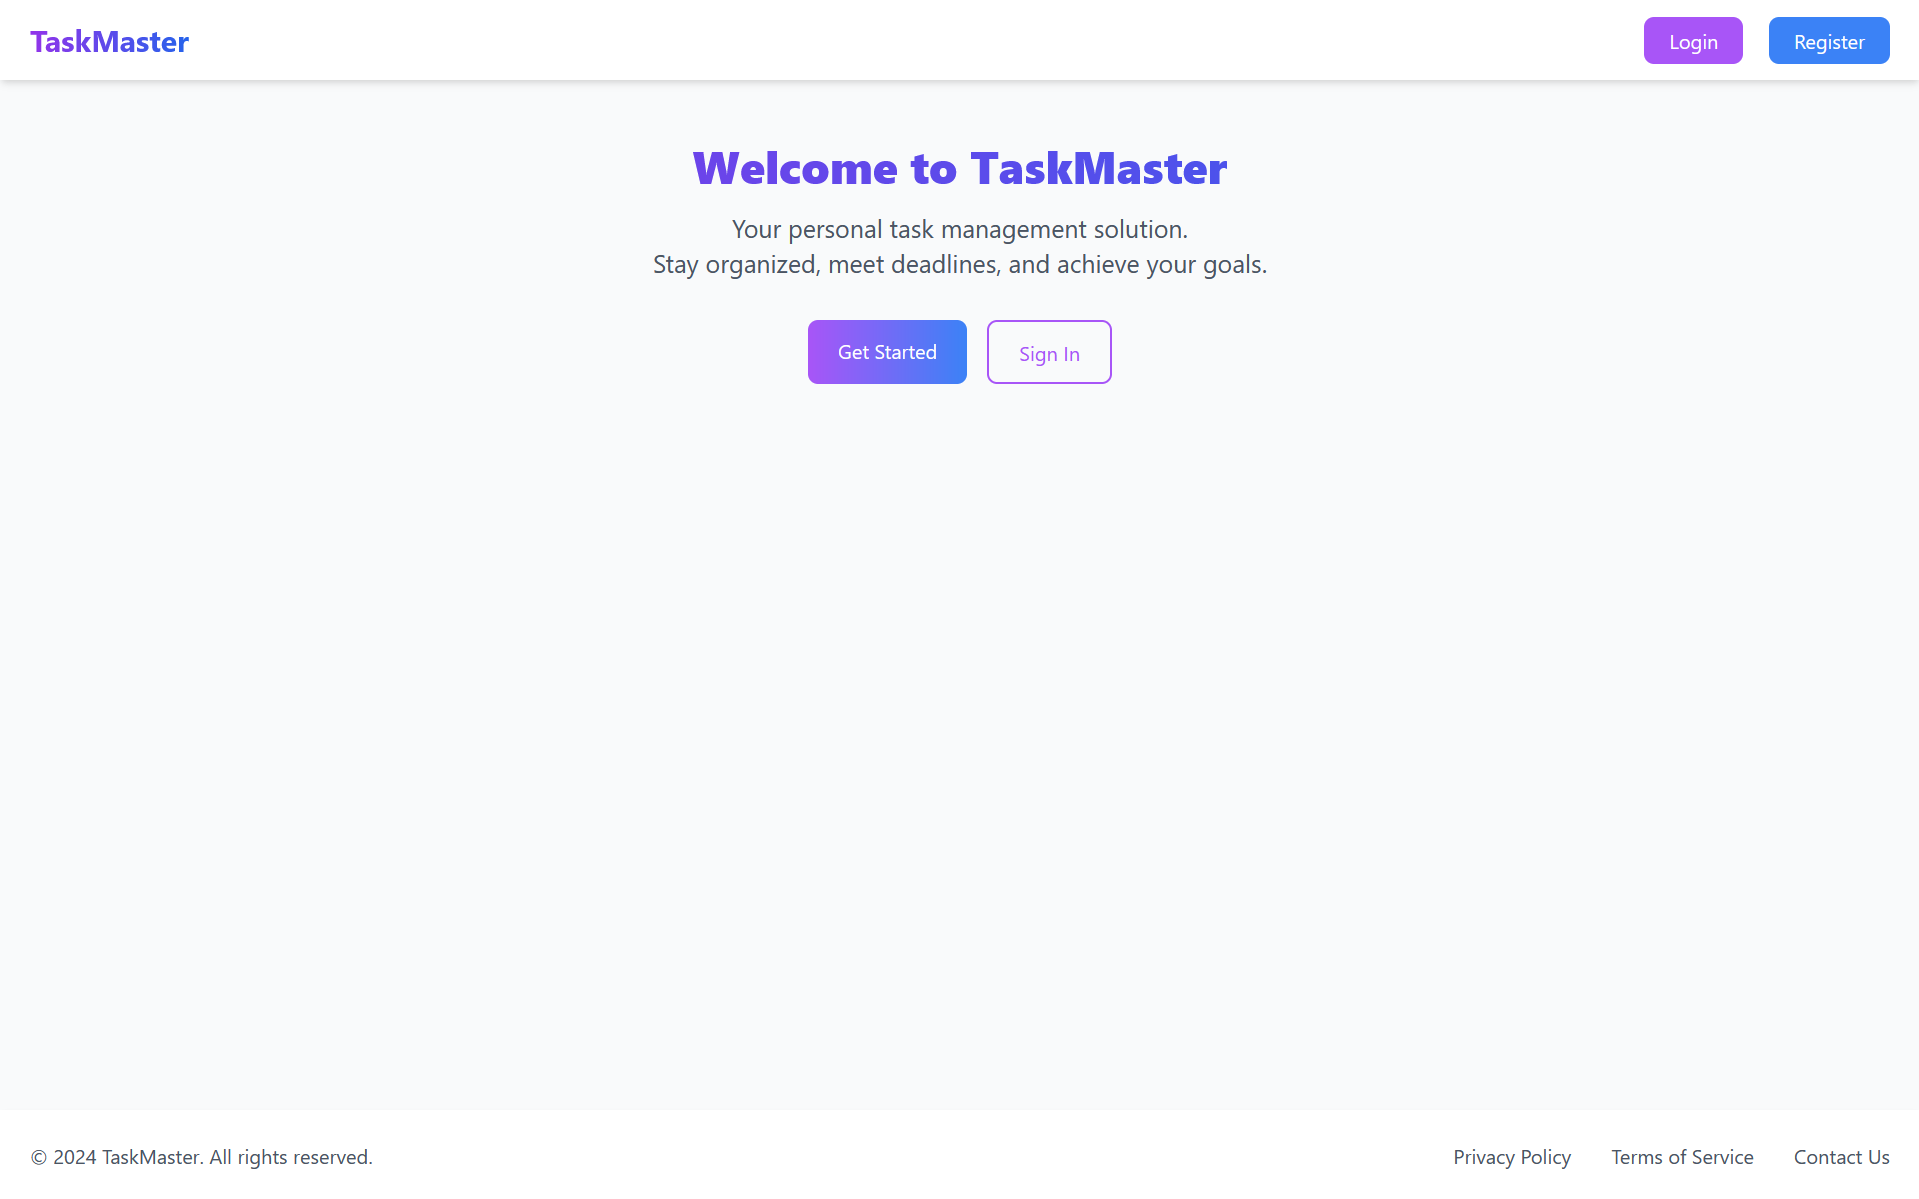 TaskMaster
Login
Register
Welcome to TaskMaster
Your personal task management solution.
Stay organized, meet deadlines, and achieve your goals.
Get Started
Sign In
© 2024 TaskMaster. All rights reserved.
Privacy Policy
Terms of Service
Contact Us